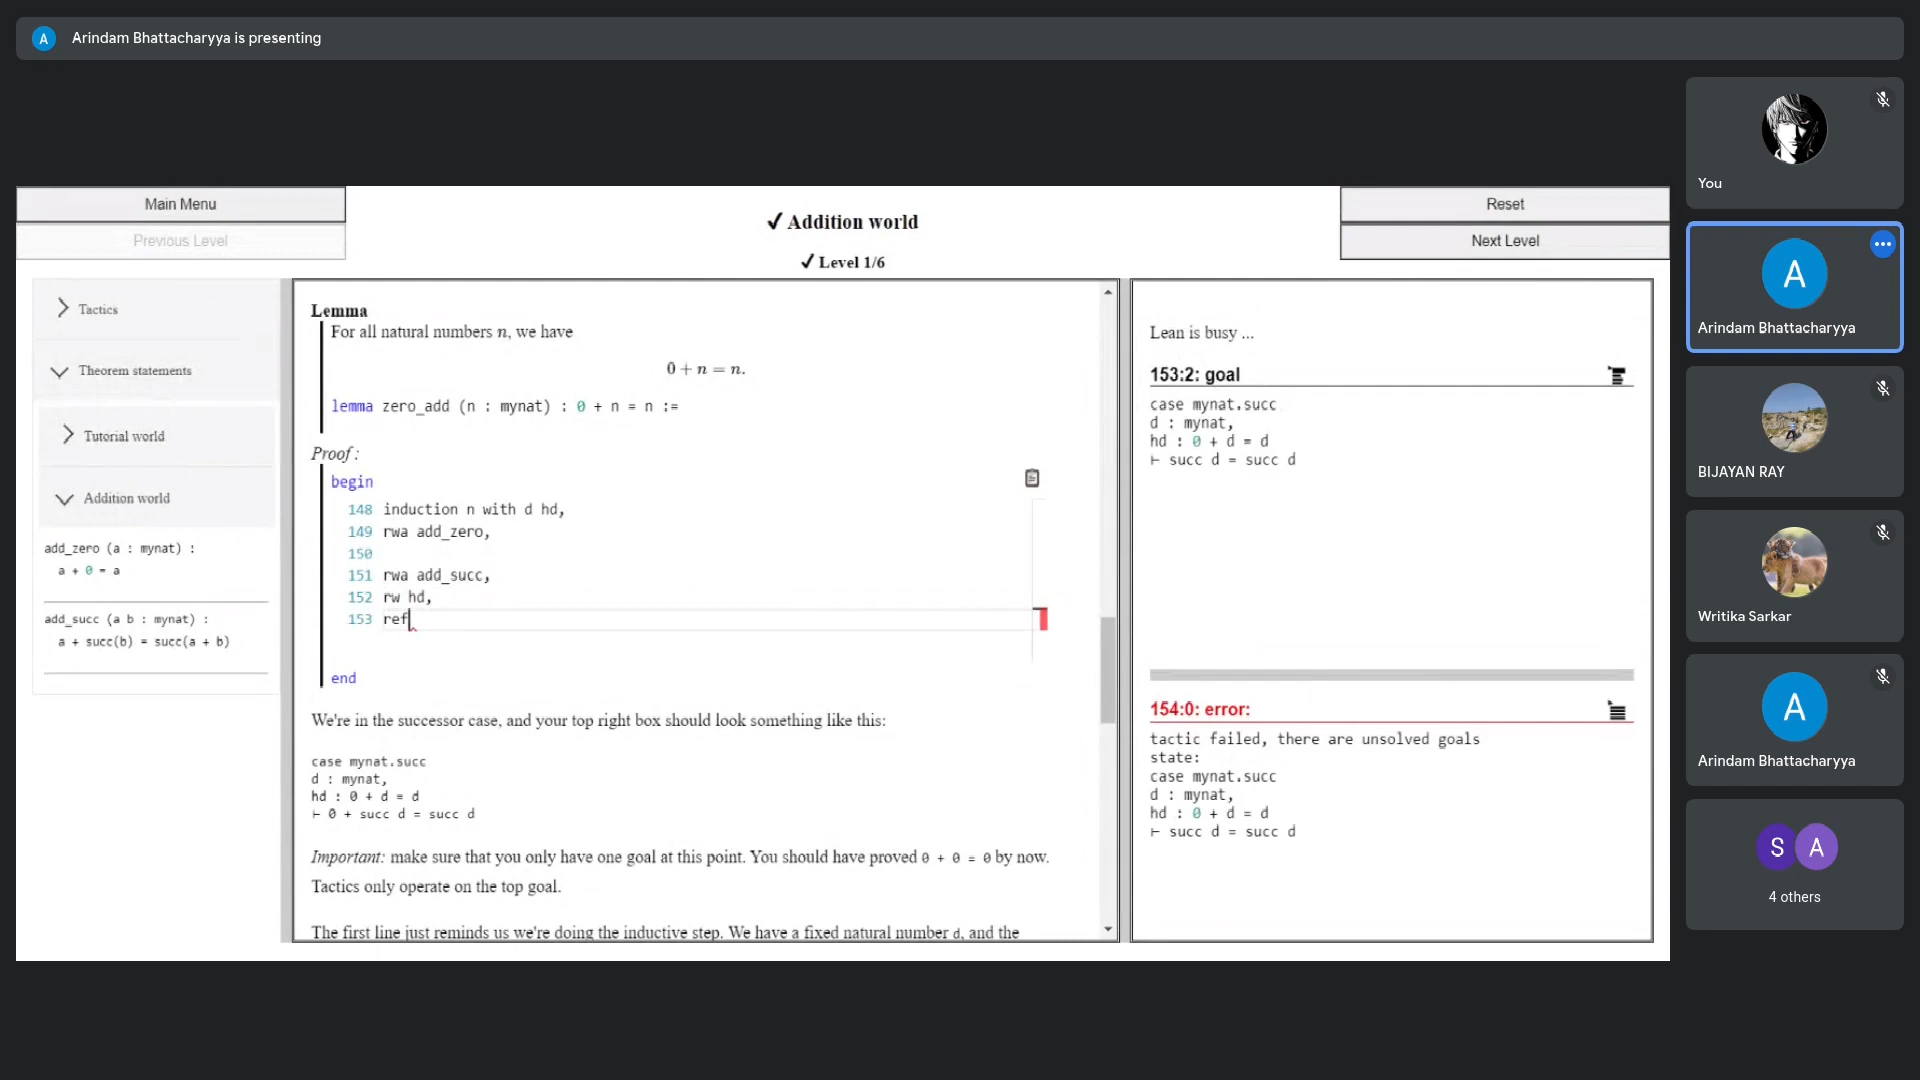 A Arindam Bhattacharyya is presenting
Main Menu
Previous Level
✓ Addition world
✓ Level 1/6
Reset
Next Level
Tactics
Theorem statements
Tutorial world
Addition world
add_zero (a : mynat) :
a + 0 = a
add_succ (a b : mynat) :
a + succ(b) = succ(a + b)
Lemma
For all natural numbers n, we have
0 + n = n.
lemma zero_add (n : mynat) : 0 + n = n :=
Proof :
begin
148 induction n with d hd,
149 rwa add_zero,
150
151 rwa add_succ,
152 rw hd,
153 ref
end
We're in the successor case, and your top right box should look something like this:
case mynat.succ
d : mynat,
hd : 0 + d = d
⊢ 0 + succ d = succ d
Important: make sure that you only have one goal at this point. You should have proved 0 + 0 = 0 by now.
Tactics only operate on the top goal.
The first line just reminds us we're doing the inductive step. We have a fixed natural number d, and the
Lean is busy ...
153:2: goal
case mynat.succ
d : mynat,
hd : 0 + d = d
⊢ succ d = succ d
154:0: error:
tactic failed, there are unsolved goals
state:
case mynat.succ
d : mynat,
hd : 0 + d = d
⊢ succ d = succ d
You
A
Arindam Bhattacharyya
BIJAYAN RAY
Writika Sarkar
A
Arindam Bhattacharyya
S A
4 others